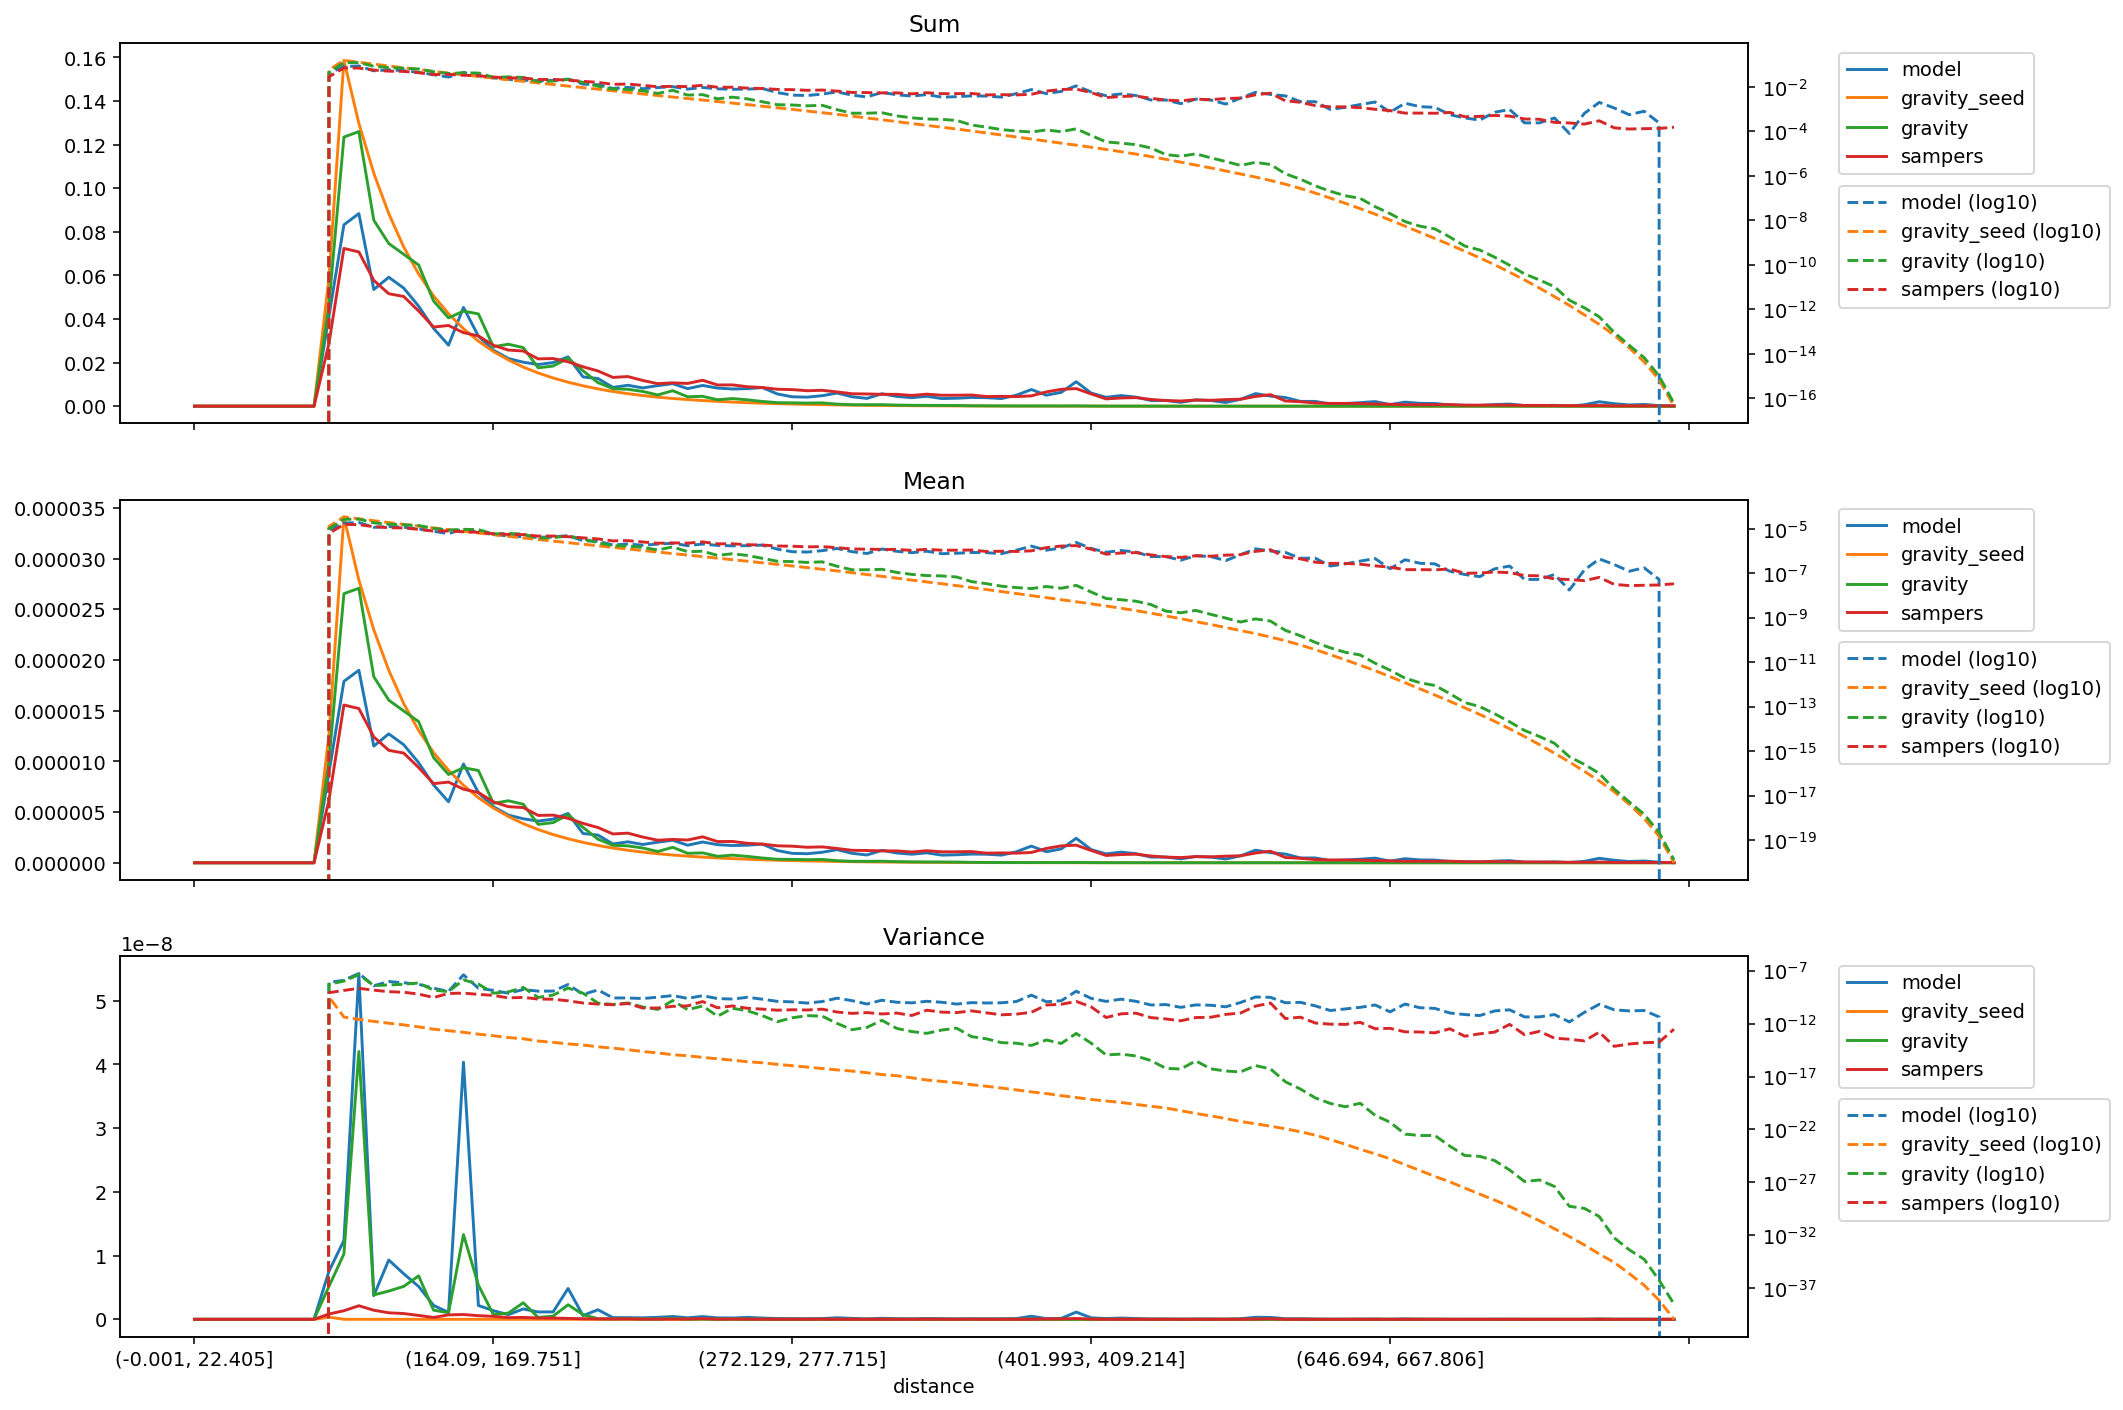 Sum
0.16
0.14
0.12
0.10
0.08
0.06
0.04
0.02
0.00
10⁻²
10⁻⁴
10⁻⁶
10⁻⁸
10⁻¹⁰
10⁻¹²
10⁻¹⁴
10⁻¹⁶
model
gravity_seed
gravity
sampers
model (log10)
gravity_seed (log10)
gravity (log10)
sampers (log10)
Mean
0.000035
0.000030
0.000025
0.000020
0.000015
0.000010
0.000005
0.000000
10⁻⁵
10⁻⁷
10⁻⁹
10⁻¹¹
10⁻¹³
10⁻¹⁵
10⁻¹⁷
10⁻¹⁹
model
gravity_seed
gravity
sampers
model (log10)
gravity_seed (log10)
gravity (log10)
sampers (log10)
Variance
1e−8
5
4
3
2
1
0
10⁻⁷
10⁻¹²
10⁻¹⁷
10⁻²²
10⁻²⁷
10⁻³²
10⁻³⁷
model
gravity_seed
gravity
sampers
model (log10)
gravity_seed (log10)
gravity (log10)
sampers (log10)
(-0.001, 22.405] (164.09, 169.751] (272.129, 277.715] (401.993, 409.214] (646.694, 667.806]
distance